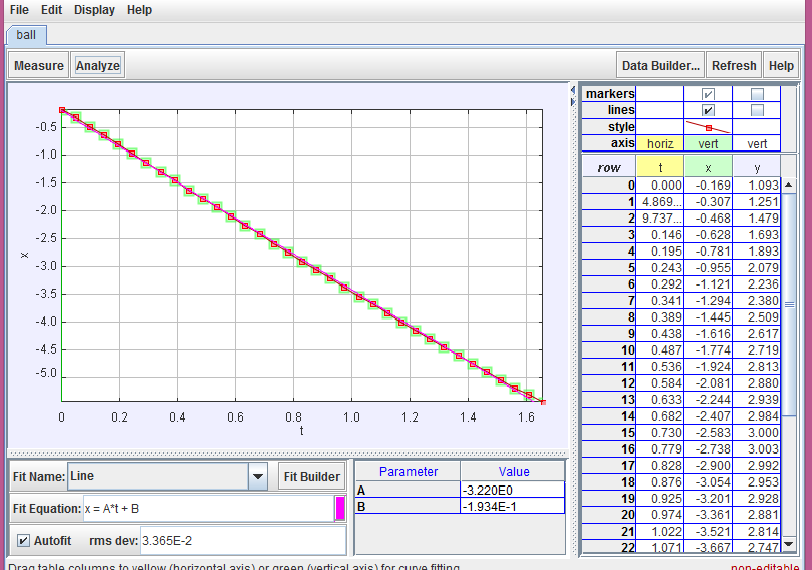 File Edit Display Help
ball
Measure Analyze Data Builder... Refresh Help
markers
lines
style
axis horiz vert vert
row t x y
0 0.000 -0.169 1.093
1 4.869... -0.307 1.251
2 9.737... -0.468 1.479
3 0.146 -0.628 1.693
4 0.195 -0.781 1.893
5 0.243 -0.955 2.079
6 0.292 -1.121 2.236
7 0.341 -1.294 2.380
8 0.389 -1.445 2.509
9 0.438 -1.616 2.617
10 0.487 -1.774 2.719
11 0.536 -1.924 2.813
12 0.584 -2.081 2.880
13 0.633 -2.244 2.939
14 0.682 -2.407 2.984
15 0.730 -2.583 3.000
16 0.779 -2.738 3.003
17 0.828 -2.900 2.992
18 0.876 -3.054 2.953
19 0.925 -3.201 2.928
20 0.974 -3.361 2.881
21 1.022 -3.521 2.814
22 1.071 -3.667 2.747
-0.5
-1.0
-1.5
-2.0
-2.5
-3.0
-3.5
-4.0
-4.5
-5.0
x
0 0.2 0.4 0.6 0.8 1.0 1.2 1.4 1.6
t
Fit Name: Line Fit Builder
Fit Equation: x = A*t + B
Autofit rms dev: 3.365E-2
Parameter Value
A -3.220E0
B -1.934E-1
Drag table columns to yellow (horizontal axis) or green (vertical axis) for curve fitting. non-editable